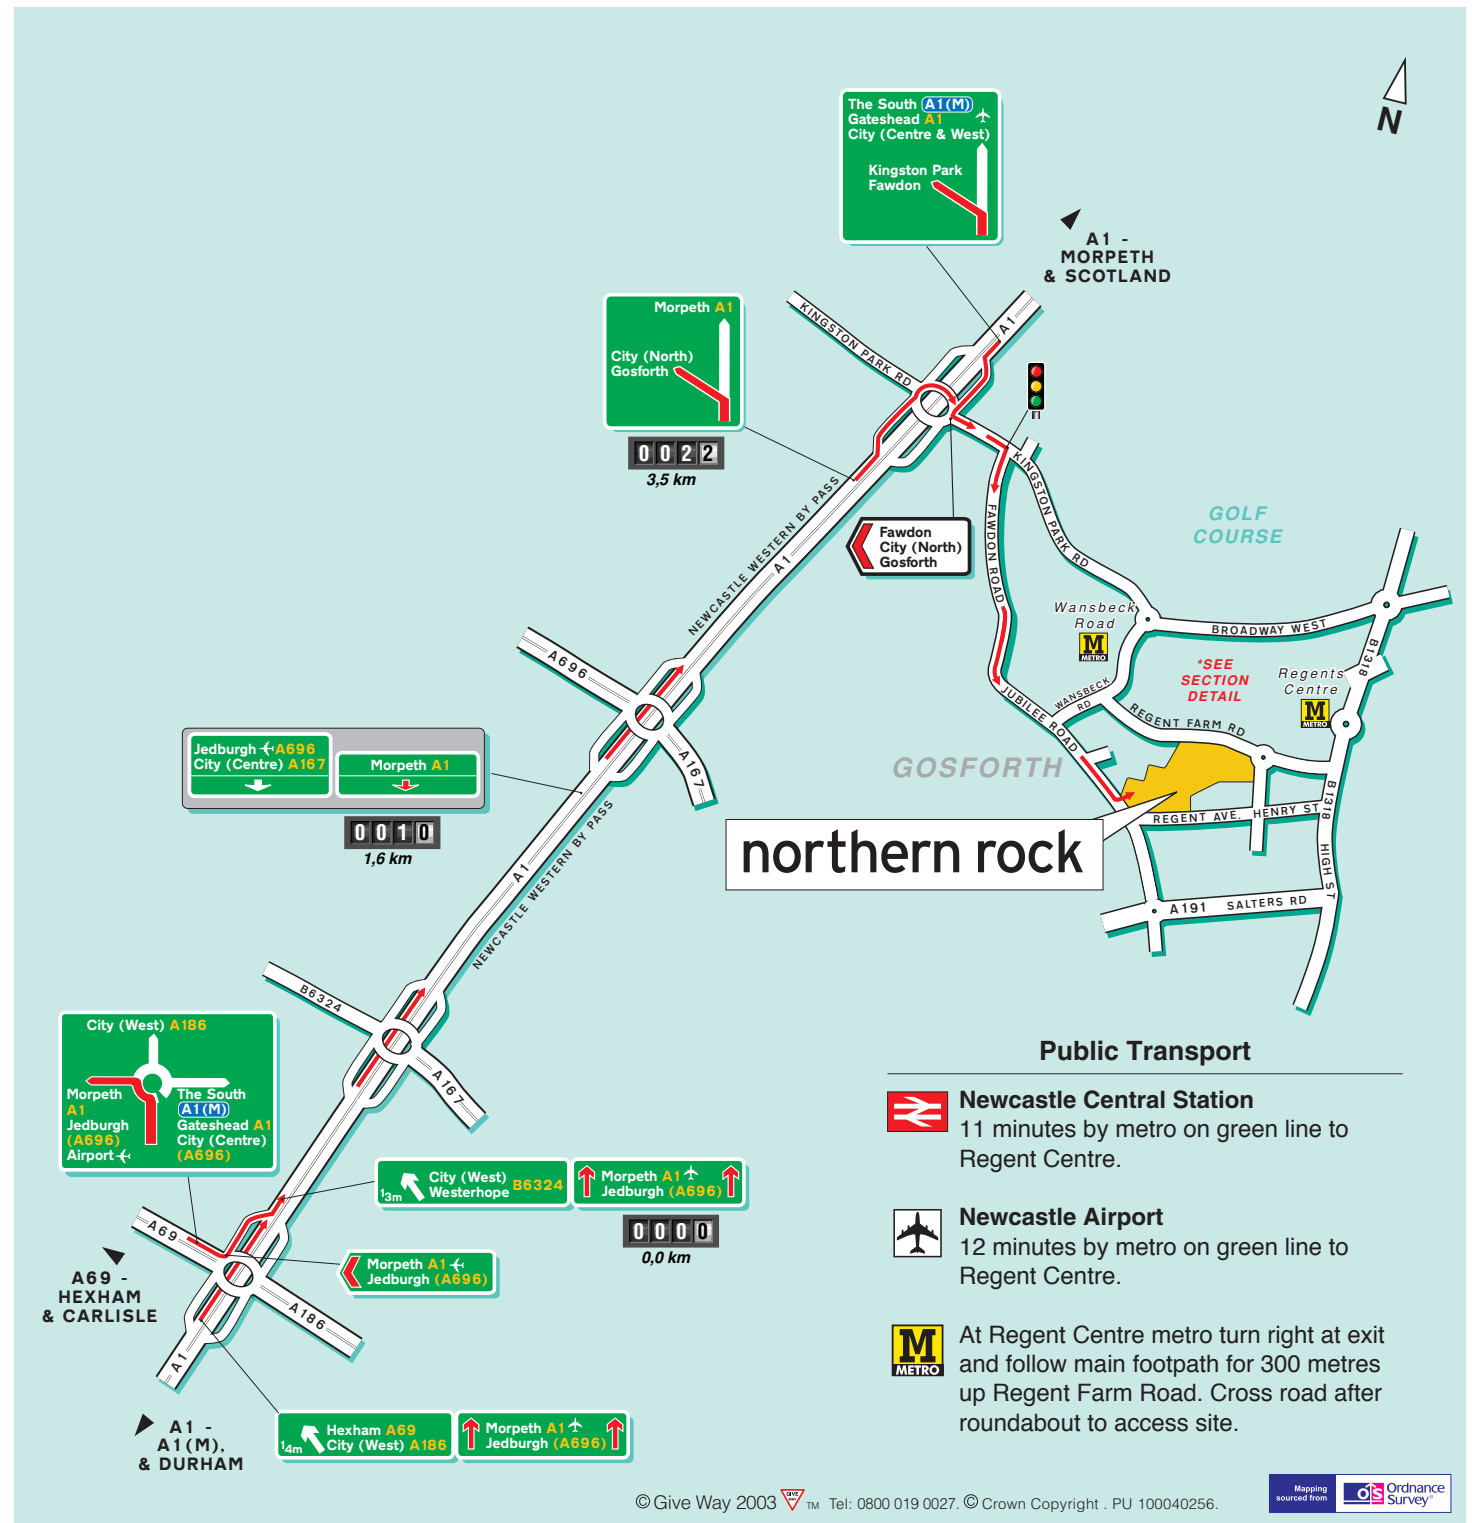 N
The South A1(M)
Gateshead A1
City (Centre & West)
Kingston Park
Fawdon
A1 -
MORPETH
& SCOTLAND
Morpeth A1
City (North)
Gosforth
0022
3,5 km
KINGSTON PARK RD
A1
Fawdon
City (North)
Gosforth
KINGSTON PARK RD
FAWDON ROAD
GOLF
COURSE
NEWCASTLE WESTERN BY PASS
A1
Wansbeck
Road
M
METRO
BROADWAY WEST
B1318
*SEE
SECTION
DETAIL
Regents
Centre
M
METRO
A696
A167
WANSBECK
RD
JUBILEE ROAD
REGENT FARM RD
GOSFORTH
Jedburgh A696
City (Centre) A167
Morpeth A1
0010
1,6 km
REGENT AVE.
HENRY ST
B1318
HIGH ST
northern rock
A191 SALTERS RD
A1
NEWCASTLE WESTERN BY PASS
B6324
A167
City (West) A186
Morpeth
A1
Jedburgh
(A696)
Airport
The South
A1(M)
Gateshead A1
City (Centre)
(A696)
1⁄3m
City (West)
Westerhope B6324
Morpeth A1
Jedburgh (A696)
0000
0,0 km
A69
Morpeth A1
Jedburgh (A696)
A69 -
HEXHAM
& CARLISLE
A186
A1
A1 -
A1(M),
& DURHAM
1⁄4m
Hexham A69
City (West) A186
Morpeth A1
Jedburgh (A696)
Public Transport
Newcastle Central Station
11 minutes by metro on green line to
Regent Centre.
Newcastle Airport
12 minutes by metro on green line to
Regent Centre.
M
METRO
At Regent Centre metro turn right at exit
and follow main footpath for 300 metres
up Regent Farm Road. Cross road after
roundabout to access site.
© Give Way 2003 GIVE WAY TM Tel: 0800 019 0027. © Crown Copyright . PU 100040256.
Mapping
sourced from
OS Ordnance
Survey®